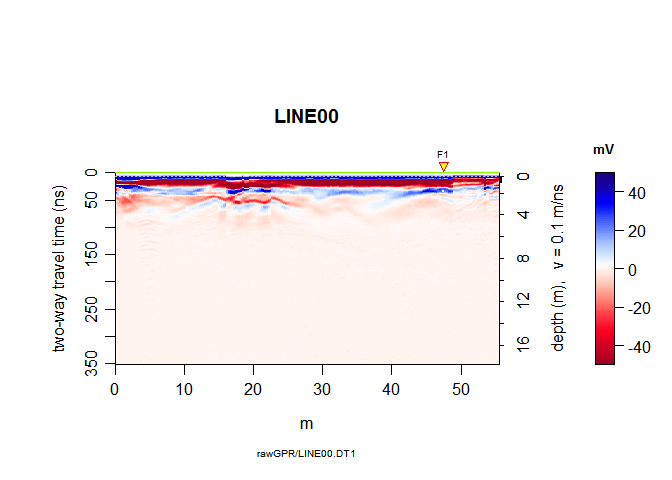 LINE00
F1
mV
two-way travel time (ns)
0
50
150
250
350
0
4
8
12
16
depth (m),   v = 0.1 m/ns
40
20
0
-20
-40
0 10 20 30 40 50
m
rawGPR/LINE00.DT1